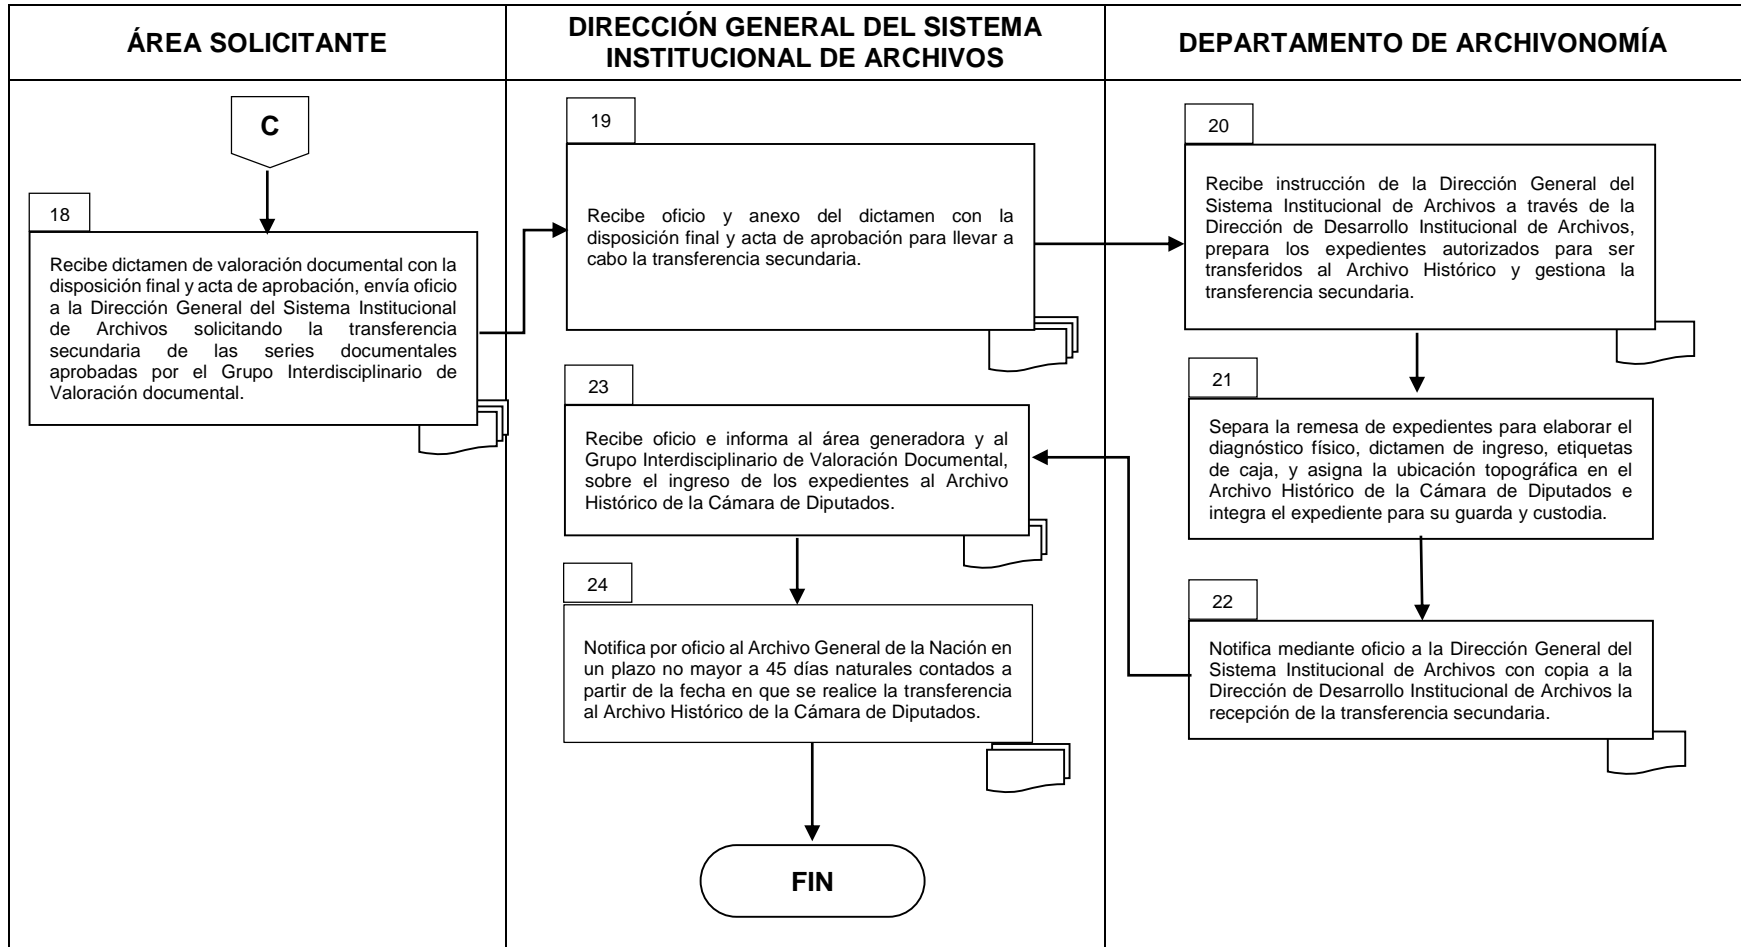 ÁREA SOLICITANTE
DIRECCIÓN GENERAL DEL SISTEMA
INSTITUCIONAL DE ARCHIVOS
DEPARTAMENTO DE ARCHIVONOMÍA
C
18
Recibe dictamen de valoración documental con la
disposición final y acta de aprobación, envía oficio
a la Dirección General del Sistema Institucional
de Archivos solicitando la transferencia
secundaria de las series documentales
aprobadas por el Grupo Interdisciplinario de
Valoración documental.
19
Recibe oficio y anexo del dictamen con la
disposición final y acta de aprobación para llevar a
cabo la transferencia secundaria.
20
Recibe instrucción de la Dirección General del
Sistema Institucional de Archivos a través de la
Dirección de Desarrollo Institucional de Archivos,
prepara los expedientes autorizados para ser
transferidos al Archivo Histórico y gestiona la
transferencia secundaria.
21
Separa la remesa de expedientes para elaborar el
diagnóstico físico, dictamen de ingreso, etiquetas
de caja, y asigna la ubicación topográfica en el
Archivo Histórico de la Cámara de Diputados e
integra el expediente para su guarda y custodia.
22
Notifica mediante oficio a la Dirección General del
Sistema Institucional de Archivos con copia a la
Dirección de Desarrollo Institucional de Archivos la
recepción de la transferencia secundaria.
23
Recibe oficio e informa al área generadora y al
Grupo Interdisciplinario de Valoración Documental,
sobre el ingreso de los expedientes al Archivo
Histórico de la Cámara de Diputados.
24
Notifica por oficio al Archivo General de la Nación en
un plazo no mayor a 45 días naturales contados a
partir de la fecha en que se realice la transferencia
al Archivo Histórico de la Cámara de Diputados.
FIN